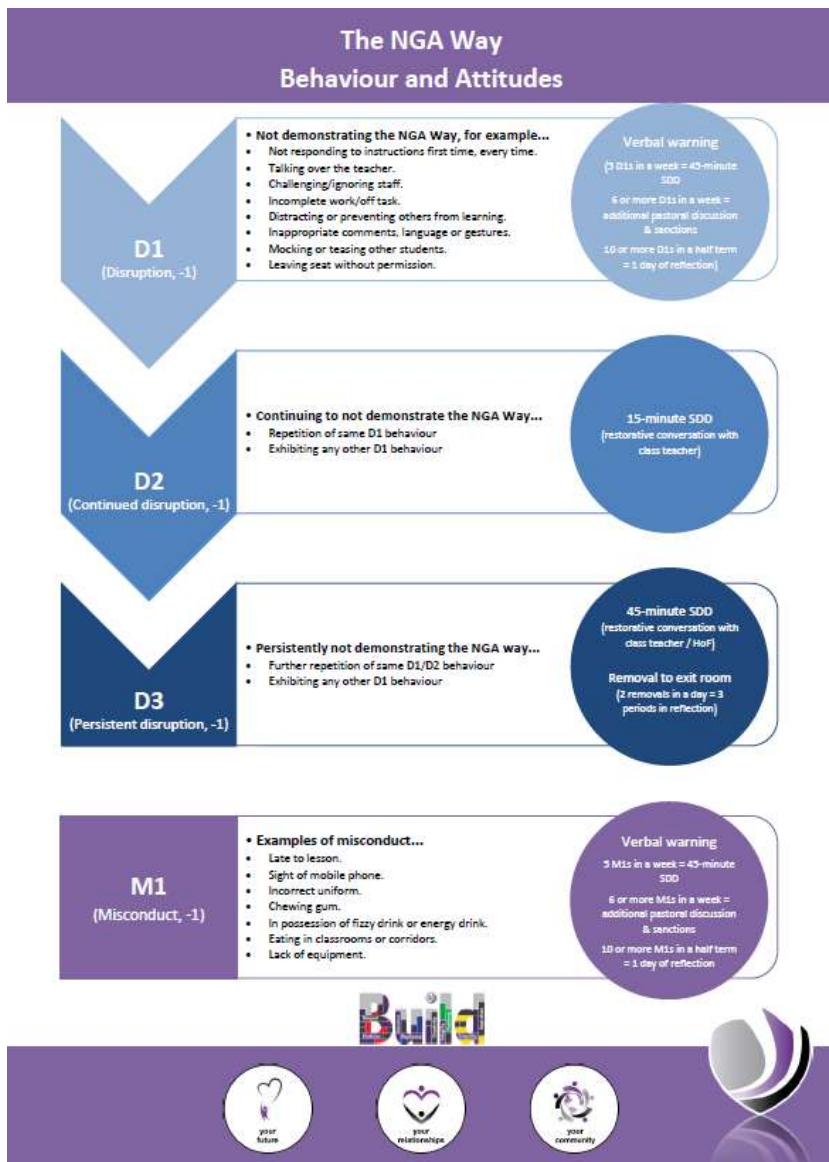 The NGA Way
Behaviour and Attitudes
D1
(Disruption, -1)
• Not demonstrating the NGA Way, for example...
• Not responding to instructions first time, every time.
• Talking over the teacher.
• Challenging/ignoring staff.
• Incomplete work/off task.
• Distracting or preventing others from learning.
• Inappropriate comments, language or gestures.
• Mocking or teasing other students.
• Leaving seat without permission.
Verbal warning
(5 D1s in a week = 45-minute
SDD
6 or more D1s in a week =
additional pastoral discussion
& sanctions
10 or more D1s in a half term
= 1 day of reflection)
D2
(Continued disruption, -1)
• Continuing to not demonstrate the NGA Way...
• Repetition of same D1 behaviour
• Exhibiting any other D1 behaviour
15-minute SDD
(restorative conversation with
class teacher)
D3
(Persistent disruption, -1)
• Persistently not demonstrating the NGA way...
• Further repetition of same D1/D2 behaviour
• Exhibiting any other D1 behaviour
45-minute SDD
(restorative conversation with
class teacher / HoF)
Removal to exit room
(2 removals in a day = 3
periods in reflection)
M1
(Misconduct, -1)
• Examples of misconduct...
• Late to lesson.
• Sight of mobile phone.
• Incorrect uniform.
• Chewing gum.
• In possession of fizzy drink or energy drink.
• Eating in classrooms or corridors.
• Lack of equipment.
Verbal warning
5 M1s in a week = 45-minute
SDD
6 or more M1s in a week =
additional pastoral discussion
& sanctions
10 or more M1s in a half term
= 1 day of reflection
Build
your
future
your
relationships
your
community